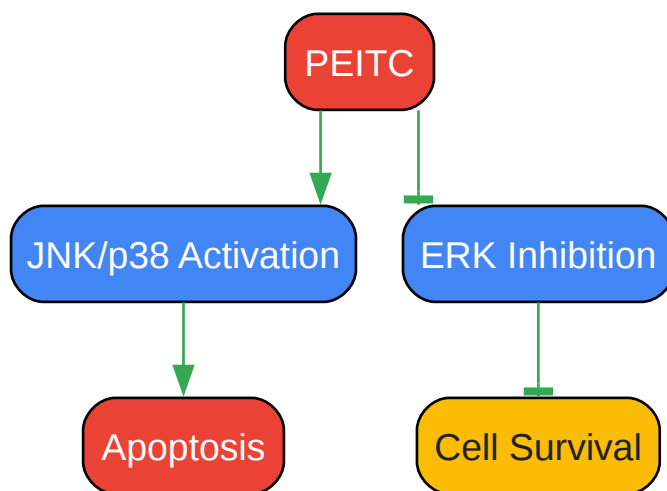 PEITC
JNK/p38 Activation
ERK Inhibition
Apoptosis
Cell Survival